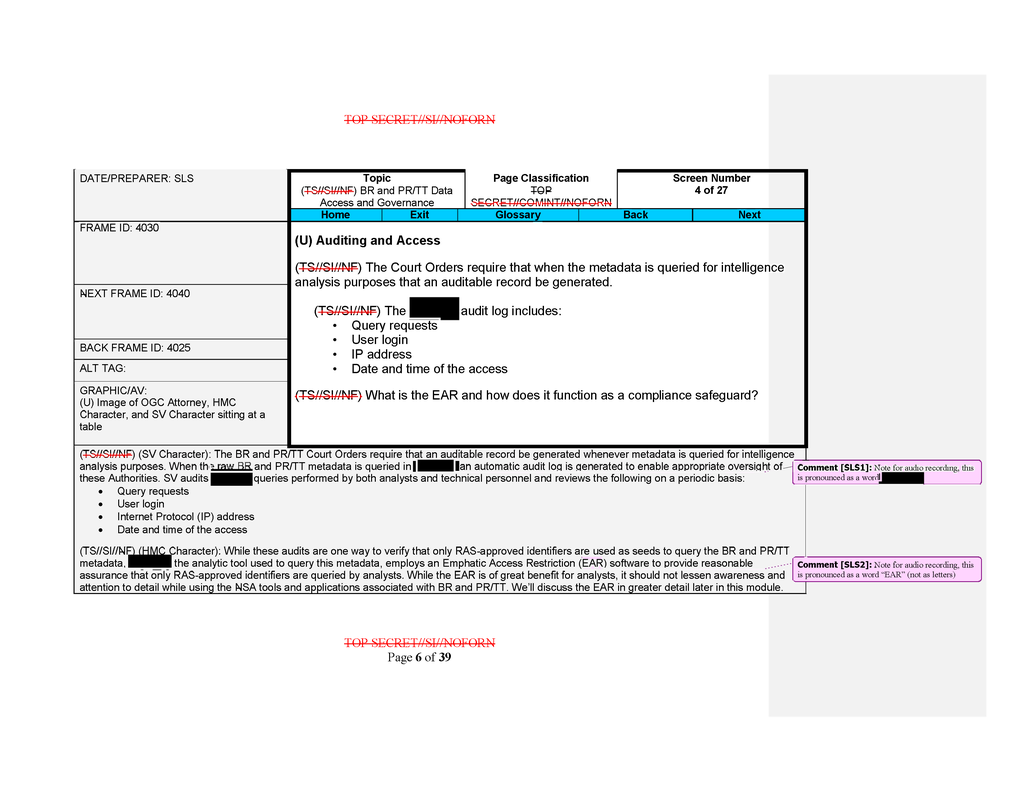 TOP SECRET//SI//NOFORN
DATE/PREPARER: SLS
Topic
(TS//SI//NF) BR and PR/TT Data
Access and Governance
Page Classification
TOP
SECRET//COMINT//NOFORN
Screen Number
4 of 27
Home Exit Glossary Back Next
FRAME ID: 4030
NEXT FRAME ID: 4040
BACK FRAME ID: 4025
ALT TAG:
GRAPHIC/AV:
(U) Image of OGC Attorney, HMC
Character, and SV Character sitting at a
table
(U) Auditing and Access
(TS//SI//NF) The Court Orders require that when the metadata is queried for intelligence
analysis purposes that an auditable record be generated.
(TS//SI//NF) The audit log includes:
• Query requests
• User login
• IP address
• Date and time of the access
(TS//SI//NF) What is the EAR and how does it function as a compliance safeguard?
(TS//SI//NF) (SV Character): The BR and PR/TT Court Orders require that an auditable record be generated whenever metadata is queried for intelligence
analysis purposes. When the raw BR and PR/TT metadata is queried in an automatic audit log is generated to enable appropriate oversight of
these Authorities. SV audits queries performed by both analysts and technical personnel and reviews the following on a periodic basis:
• Query requests
• User login
• Internet Protocol (IP) address
• Date and time of the access
(TS//SI//NF) (HMC Character): While these audits are one way to verify that only RAS-approved identifiers are used as seeds to query the BR and PR/TT
metadata, the analytic tool used to query this metadata, employs an Emphatic Access Restriction (EAR) software to provide reasonable
assurance that only RAS-approved identifiers are queried by analysts. While the EAR is of great benefit for analysts, it should not lessen awareness and
attention to detail while using the NSA tools and applications associated with BR and PR/TT. We'll discuss the EAR in greater detail later in this module.
Comment [SLS1]: Note for audio recording, this
is pronounced as a word
Comment [SLS2]: Note for audio recording, this
is pronounced as a word "EAR" (not as letters)
TOP SECRET//SI//NOFORN
Page 6 of 39